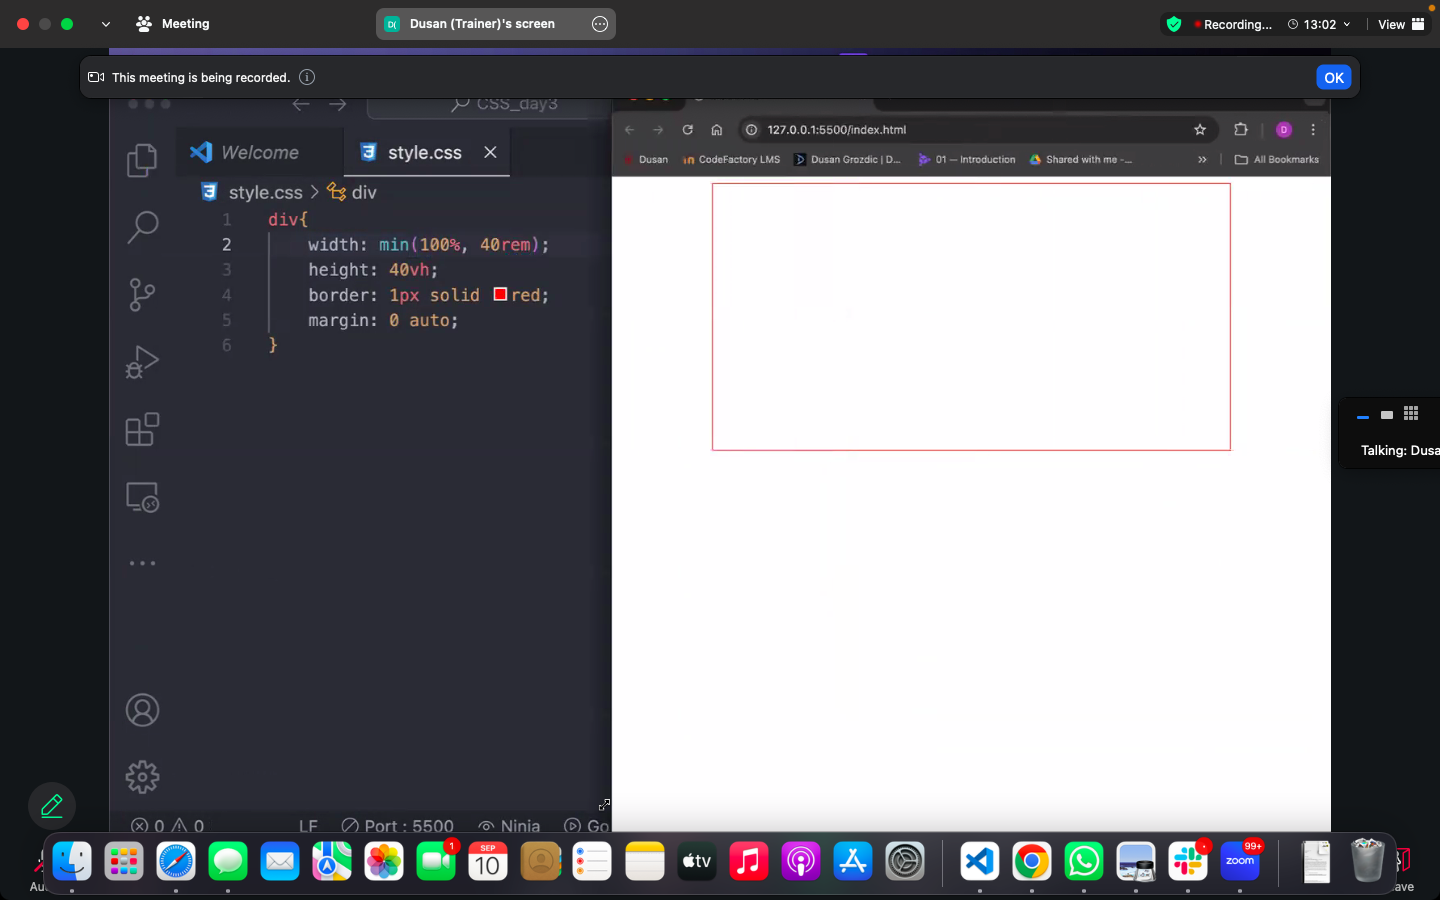 Meeting
D( Dusan (Trainer)'s screen
Recording...
13:02
View
This meeting is being recorded.
OK
CSS_day3
Welcome
style.css
style.css > div
1 div{
2 width: min(100%, 40rem);
3 height: 40vh;
4 border: 1px solid red;
5 margin: 0 auto;
6 }
127.0.0.1:5500/index.html
D
Dusan
CodeFactory LMS
Dusan Grozdic | D...
01 — Introduction
Shared with me -...
»
All Bookmarks
Talking: Dusa
0 0
LF
Port : 5500
Ninja
Go
1
SEP
10
tv
zoom
99+
Au
ave